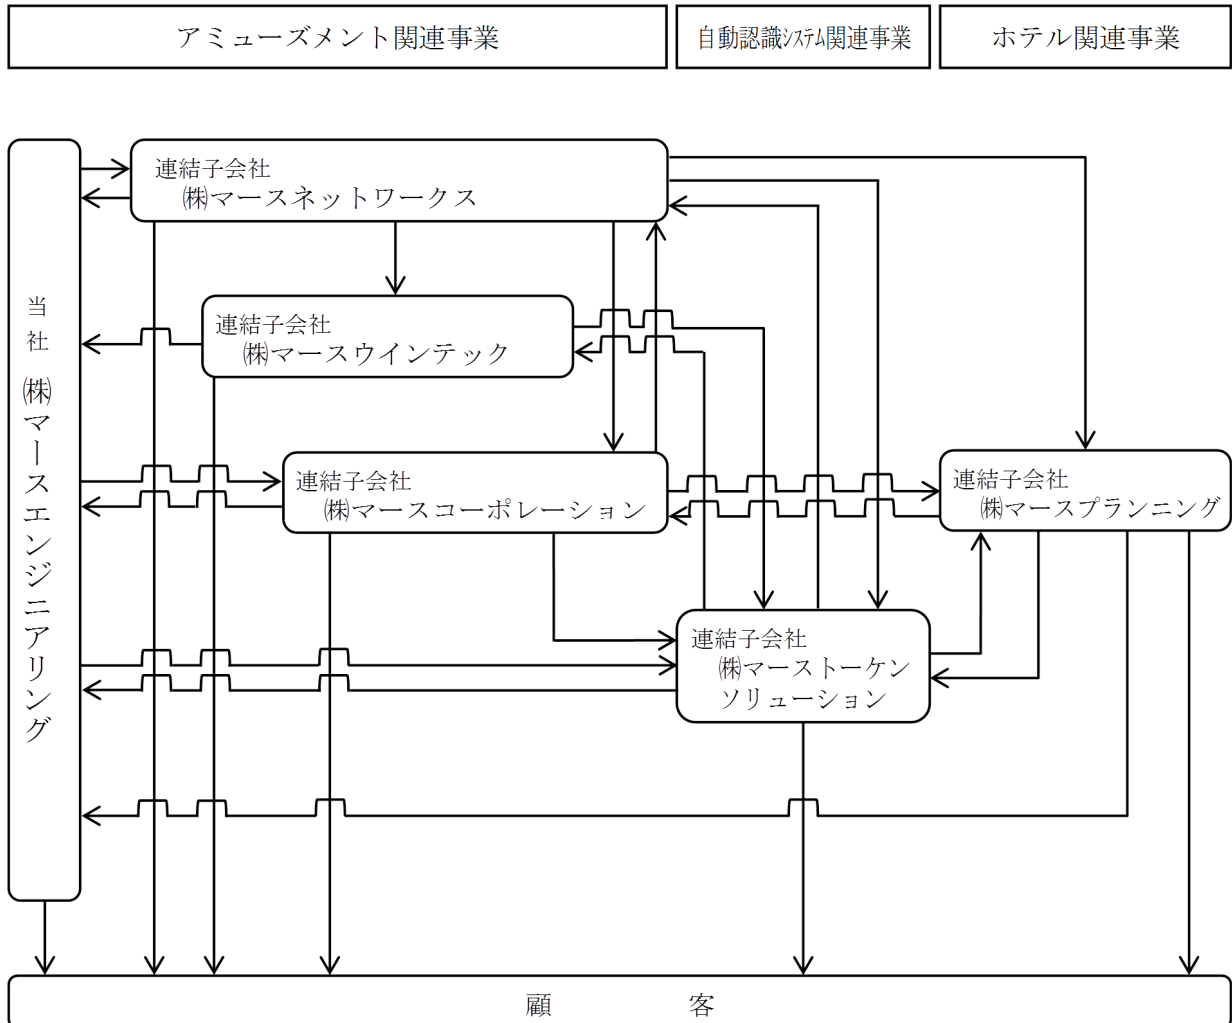 アミューズメント関連事業
自動認識ｼｽﾃﾑ関連事業
ホテル関連事業
連結子会社
㈱マースネットワークス
当社　㈱マースエンジニアリング
連結子会社
㈱マースウインテック
連結子会社
㈱マースコーポレーション
連結子会社
㈱マースプランニング
連結子会社
㈱マーストーケン
ソリューション
顧　　　客